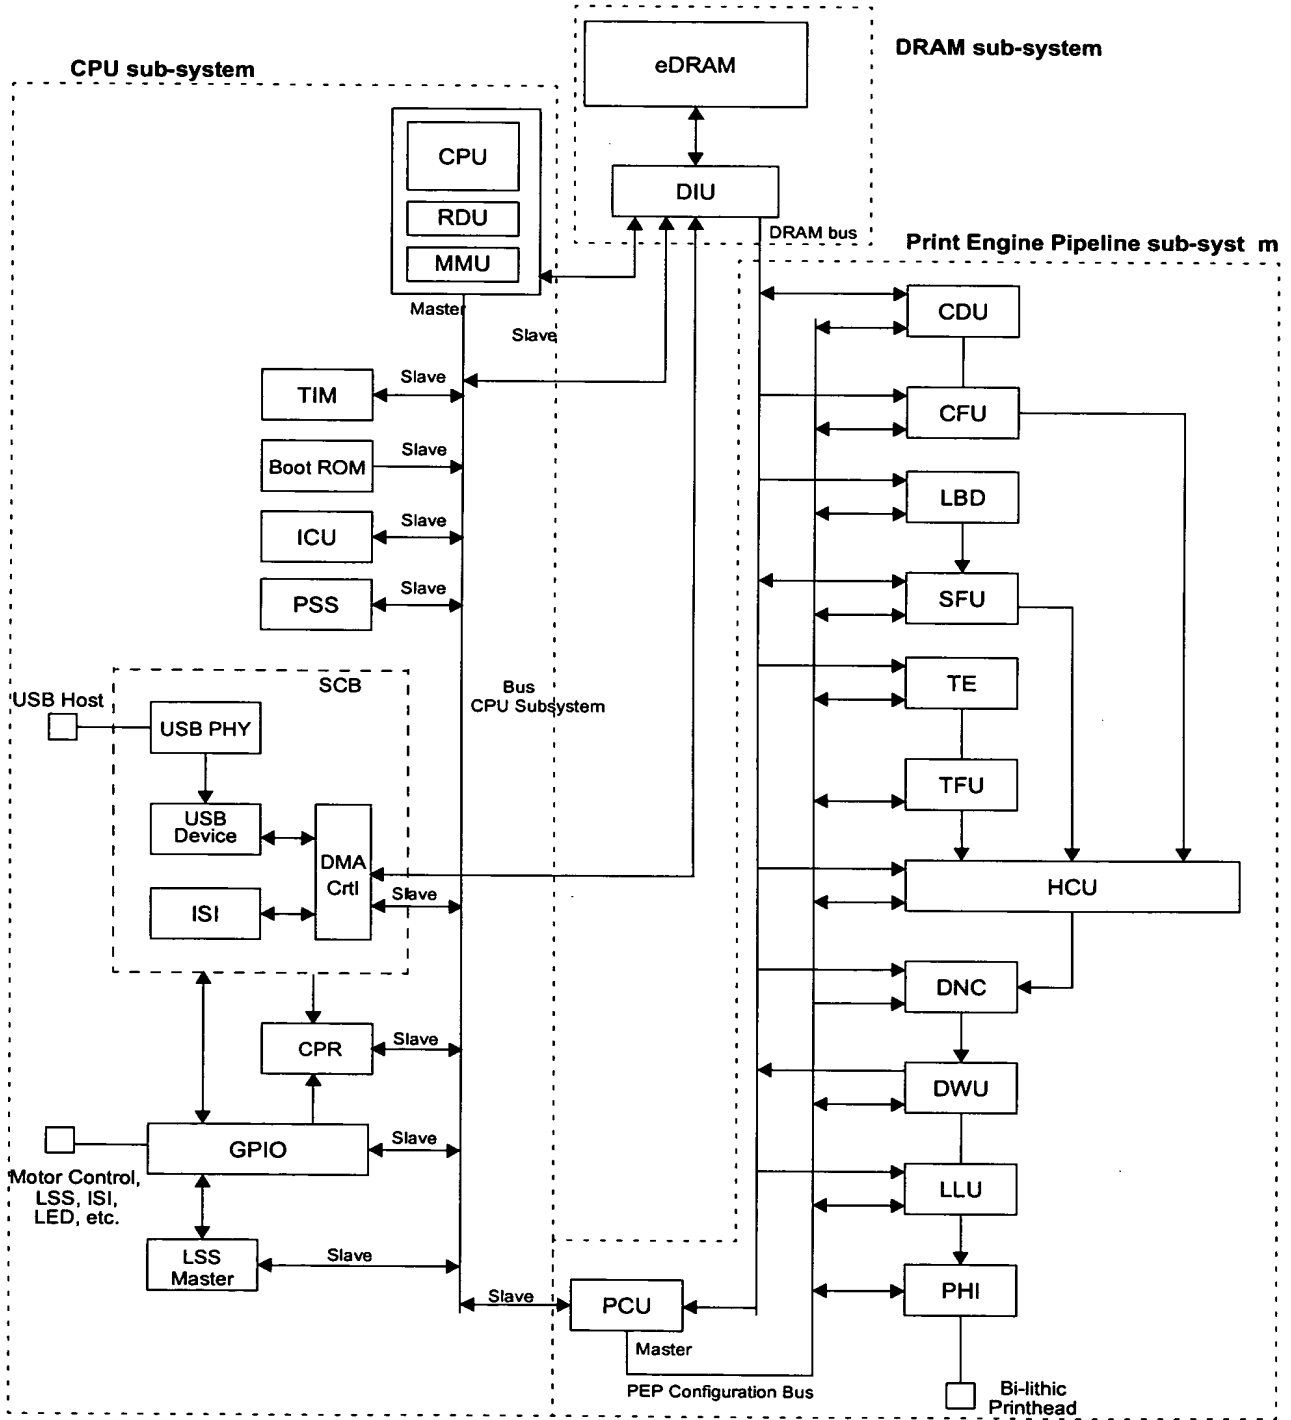 CPU sub-system
eDRAM
DRAM sub-system
CPU
RDU
MMU
Master
DIU
DRAM bus
Print Engine Pipeline sub-syst m
Slave
TIM
Slave
Boot ROM
Slave
ICU
Slave
PSS
Slave
Bus
CPU Subsystem
SCB
USB Host
USB PHY
USB
Device
DMA
Crtl
ISI
Slave
CPR
Slave
GPIO
Slave
Motor Control,
LSS, ISI,
LED, etc.
LSS
Master
Slave
Slave
PCU
Master
PEP Configuration Bus
CDU
CFU
LBD
SFU
TE
TFU
HCU
DNC
DWU
LLU
PHI
Bi-lithic
Printhead